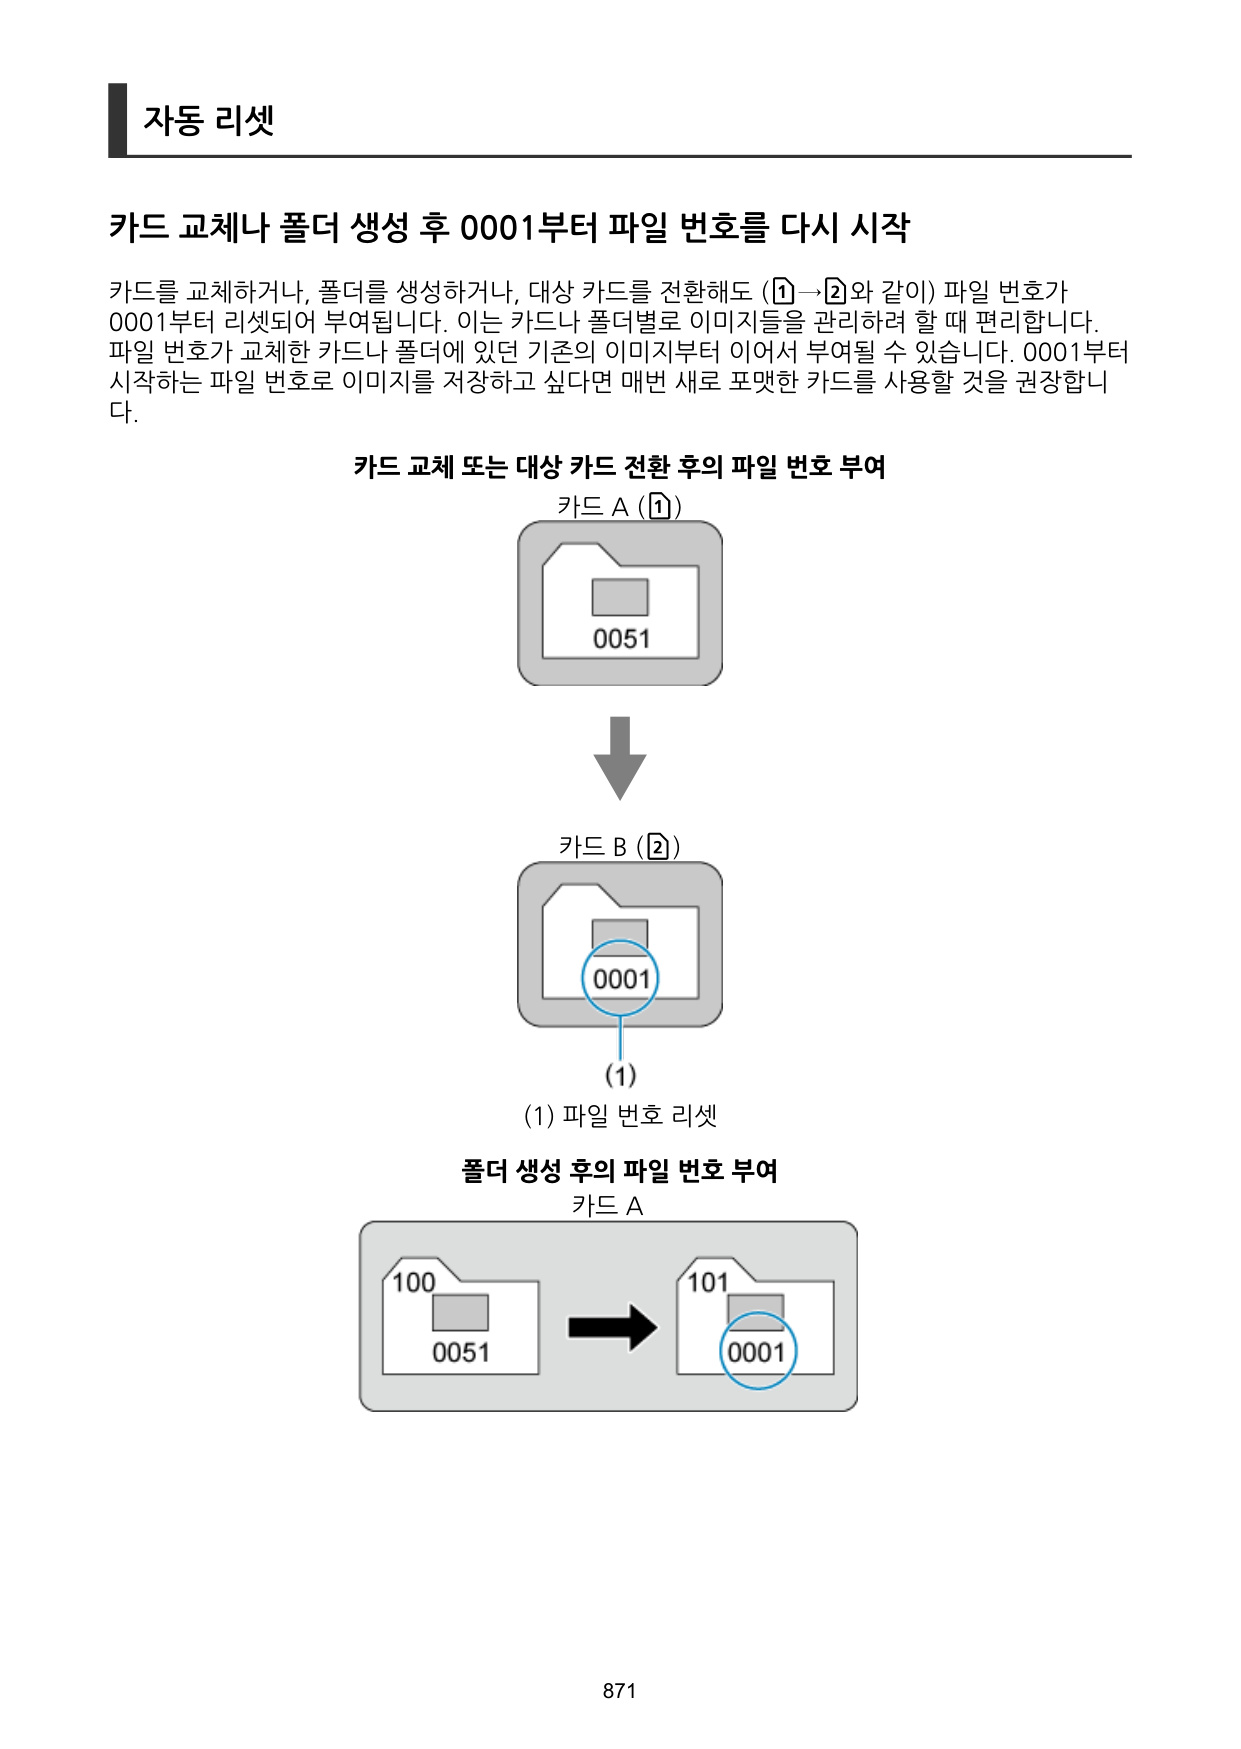 자동 리셋
카드 교체나 폴더 생성 후 0001부터 파일 번호를 다시 시작
카드를 교체하거나, 폴더를 생성하거나, 대상 카드를 전환해도 (1→2와 같이) 파일 번호가
0001부터 리셋되어 부여됩니다. 이는 카드나 폴더별로 이미지들을 관리하려 할 때 편리합니다.
파일 번호가 교체한 카드나 폴더에 있던 기존의 이미지부터 이어서 부여될 수 있습니다. 0001부터
시작하는 파일 번호로 이미지를 저장하고 싶다면 매번 새로 포맷한 카드를 사용할 것을 권장합니
다.
카드 교체 또는 대상 카드 전환 후의 파일 번호 부여
카드 A (1)
0051
카드 B (2)
0001
(1)
(1) 파일 번호 리셋
폴더 생성 후의 파일 번호 부여
카드 A
100
0051
101
0001
871